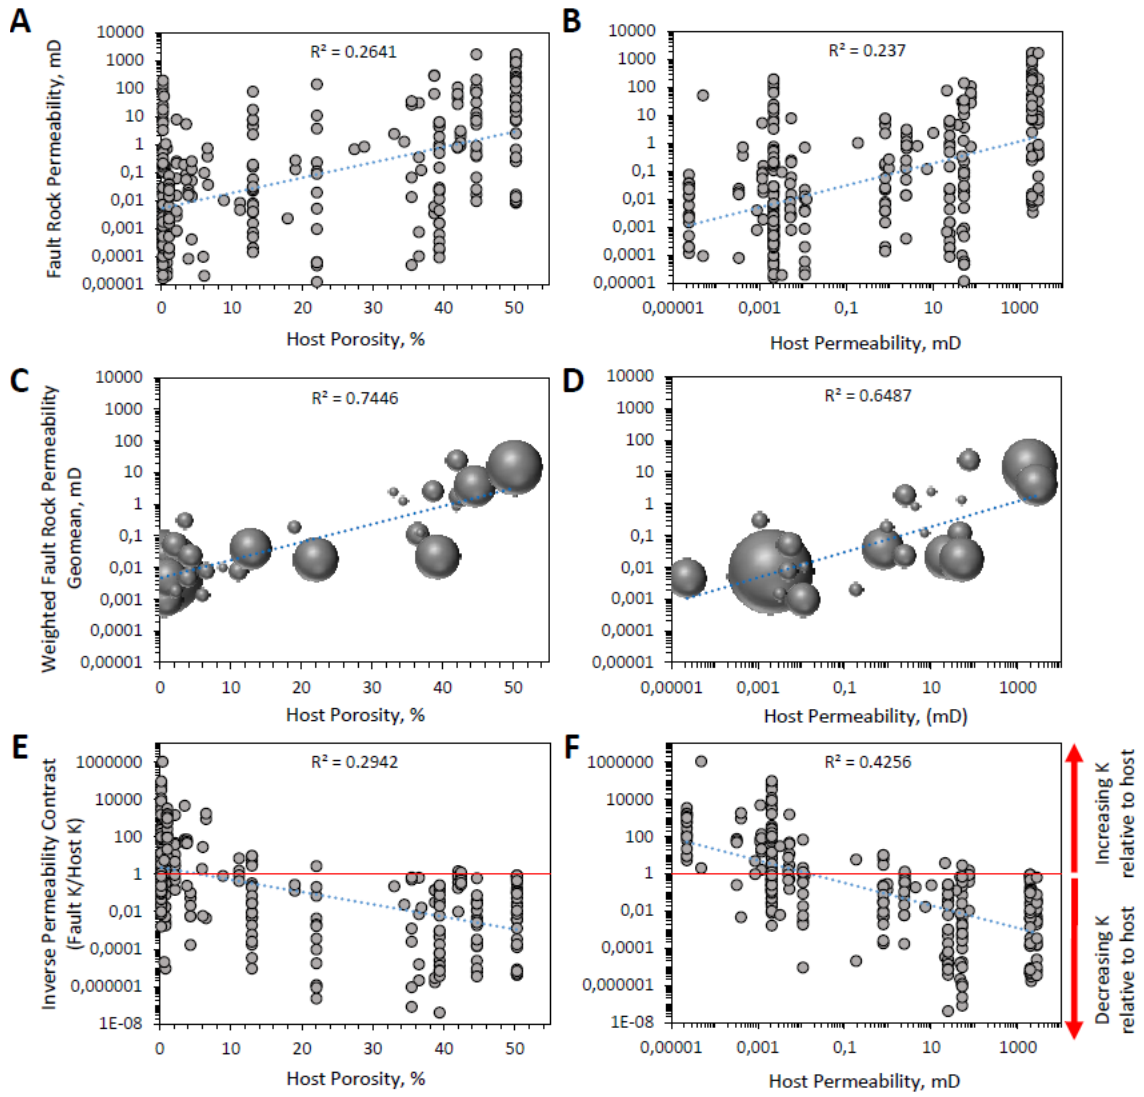 A
Fault Rock Permeability, mD
R² = 0.2641
10000
1000
100
10
1
0,1
0,01
0,001
0,0001
0,00001
0 10 20 30 40 50
Host Porosity, %
B
R² = 0.237
10000
1000
100
10
1
0,1
0,01
0,001
0,0001
0,00001
0,00001 0,001 0,1 10 1000
Host Permeability, mD
C
Weighted Fault Rock Permeability
Geomean, mD
R² = 0.7446
10000
1000
100
10
1
0,1
0,01
0,001
0,0001
0,00001
0 10 20 30 40 50
Host Porosity, %
D
R² = 0.6487
10000
1000
100
10
1
0,1
0,01
0,001
0,0001
0,00001
0,00001 0,001 0,1 10 1000
Host Permeability, (mD)
E
Inverse Permeability Contrast
(Fault K/Host K)
R² = 0.2942
1000000
10000
100
1
0,01
0,0001
0,000001
1E-08
0 10 20 30 40 50
Host Porosity, %
F
R² = 0.4256
1000000
10000
100
1
0,01
0,0001
0,000001
1E-08
0,00001 0,001 0,1 10 1000
Host Permeability, mD
Increasing K
relative to host
Decreasing K
relative to host